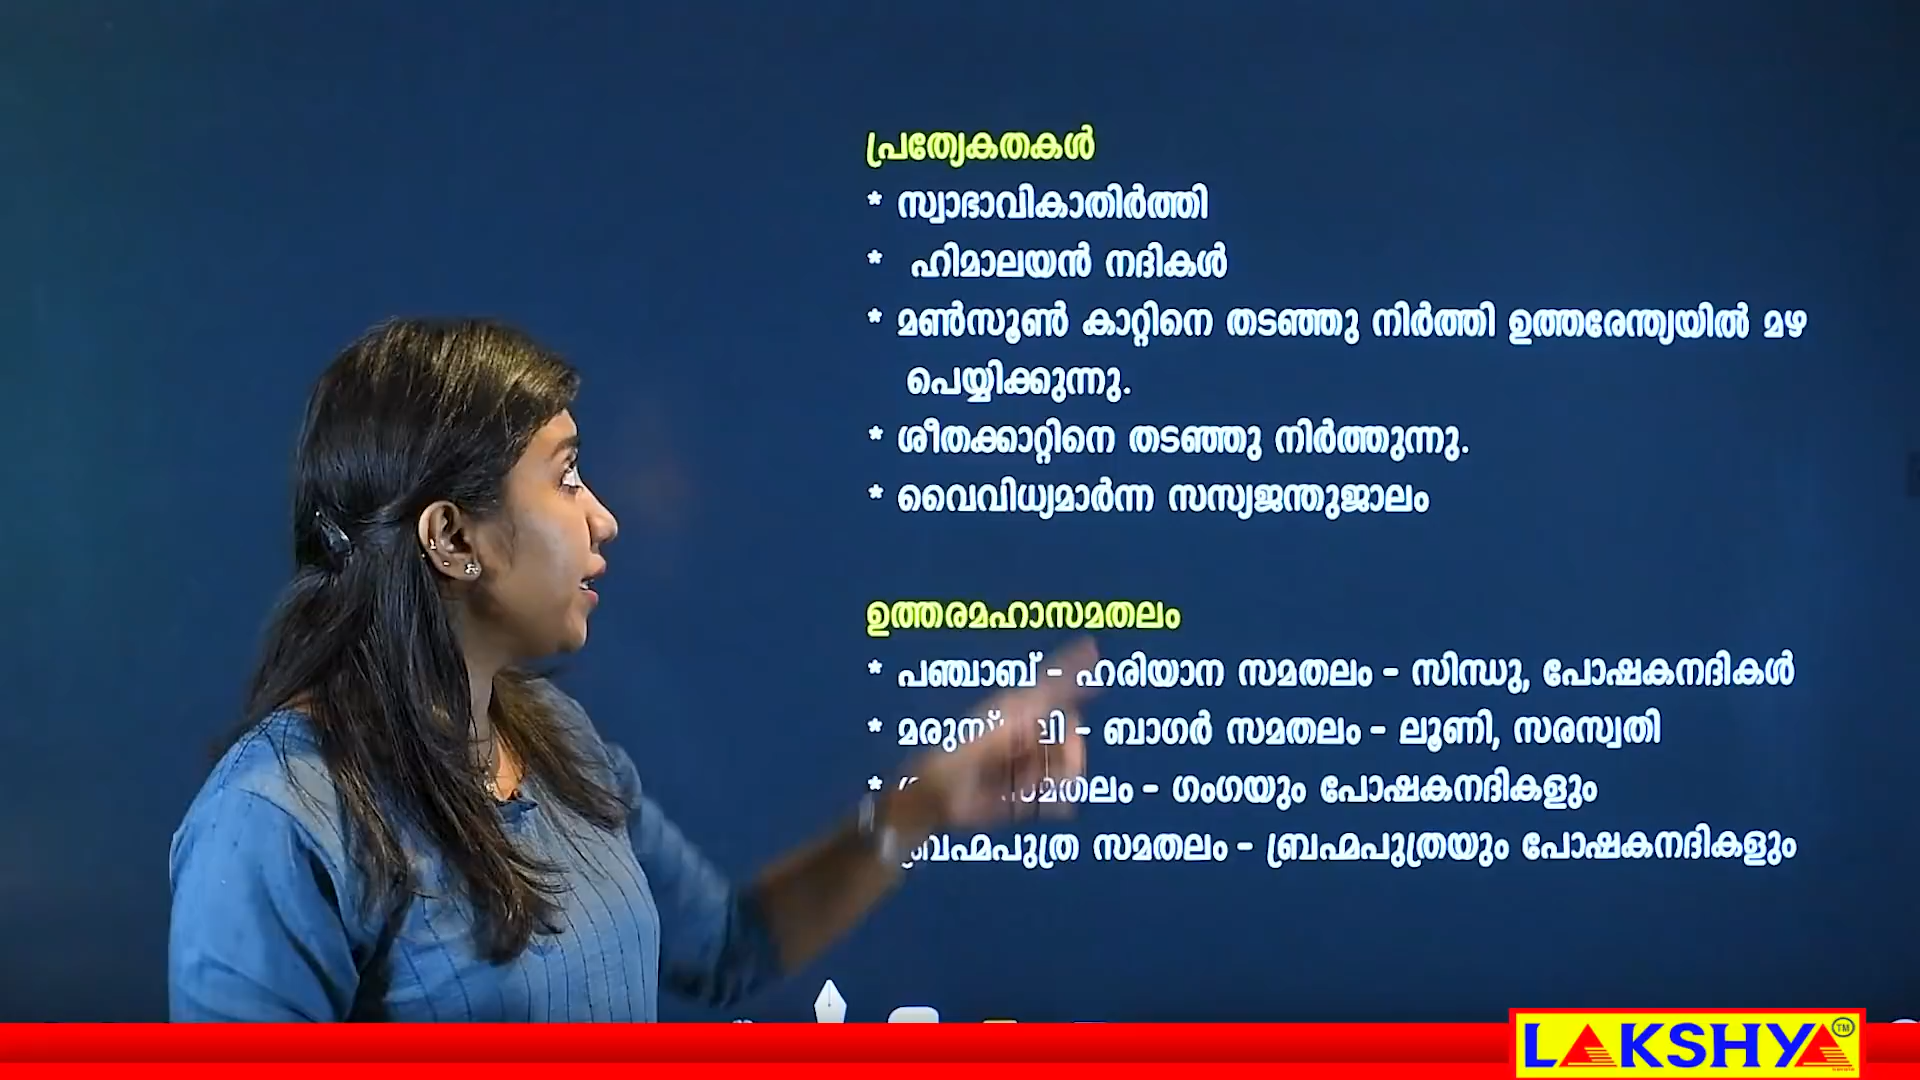 പ്രത്യേകതകൾ
* സ്വാഭാവികാതിർത്തി
* ഹിമാലയൻ നദികൾ
* മൺസൂൺ കാറ്റിനെ തടഞ്ഞു നിർത്തി ഉത്തരേന്ത്യയിൽ മഴ
പെയ്യിക്കുന്നു.
* ശീതക്കാറ്റിനെ തടഞ്ഞു നിർത്തുന്നു.
* വൈവിധ്യമാർന്ന സസ്യജന്തുജാലം
ഉത്തരമഹാസമതലം
* പഞ്ചാബ് - ഹരിയാന സമതലം - സിന്ധു, പോഷകനദികൾ
* - ബാഗർ സമതലം - ലൂണി, സരസ്വതി
* സമതലം - ഗംഗയും പോഷകനദികളും
ബ്രഹ്മപുത്ര സമതലം - ബ്രഹ്മപുത്രയും പോഷകനദികളും
LAKSHYA TM